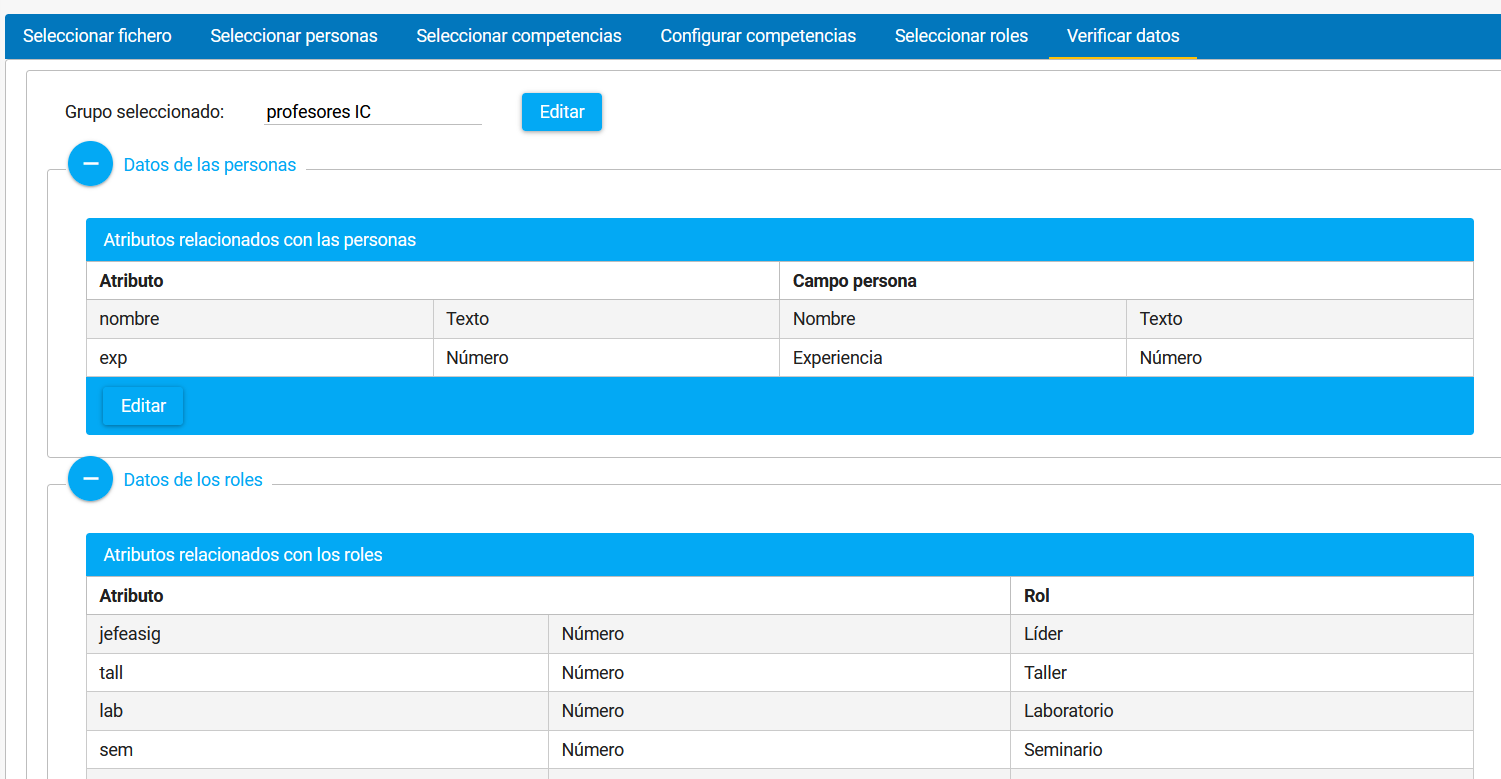 Seleccionar fichero Seleccionar personas Seleccionar competencias Configurar competencias Seleccionar roles Verificar datos
Grupo seleccionado: profesores IC Editar
Datos de las personas
Atributos relacionados con las personas
Atributo Campo persona
nombre Texto Nombre Texto
exp Número Experiencia Número
Editar
Datos de los roles
Atributos relacionados con los roles
Atributo Rol
jefeasig Número Líder
tall Número Taller
lab Número Laboratorio
sem Número Seminario